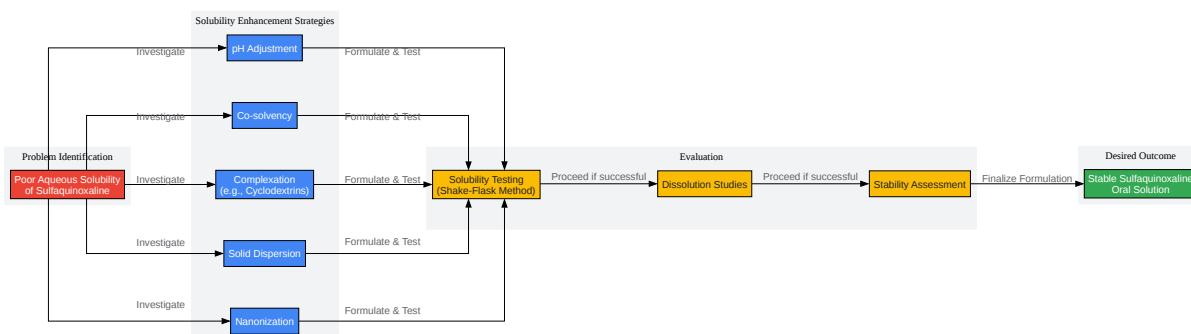 Solubility Enhancement Strategies
Investigate
pH Adjustment
Formulate & Test
Investigate
Co-solvency
Formulate & Test
Problem Identification
Poor Aqueous Solubility
of Sulfaquinoxaline
Investigate
Complexation
(e.g., Cyclodextrins)
Formulate & Test
Evaluation
Solubility Testing
(Shake-Flask Method)
Proceed if successful
Dissolution Studies
Proceed if successful
Stability Assessment
Finalize Formulation
Desired Outcome
Stable Sulfaquinoxaline
Oral Solution
Investigate
Solid Dispersion
Formulate & Test
Investigate
Nanonization
Formulate & Test